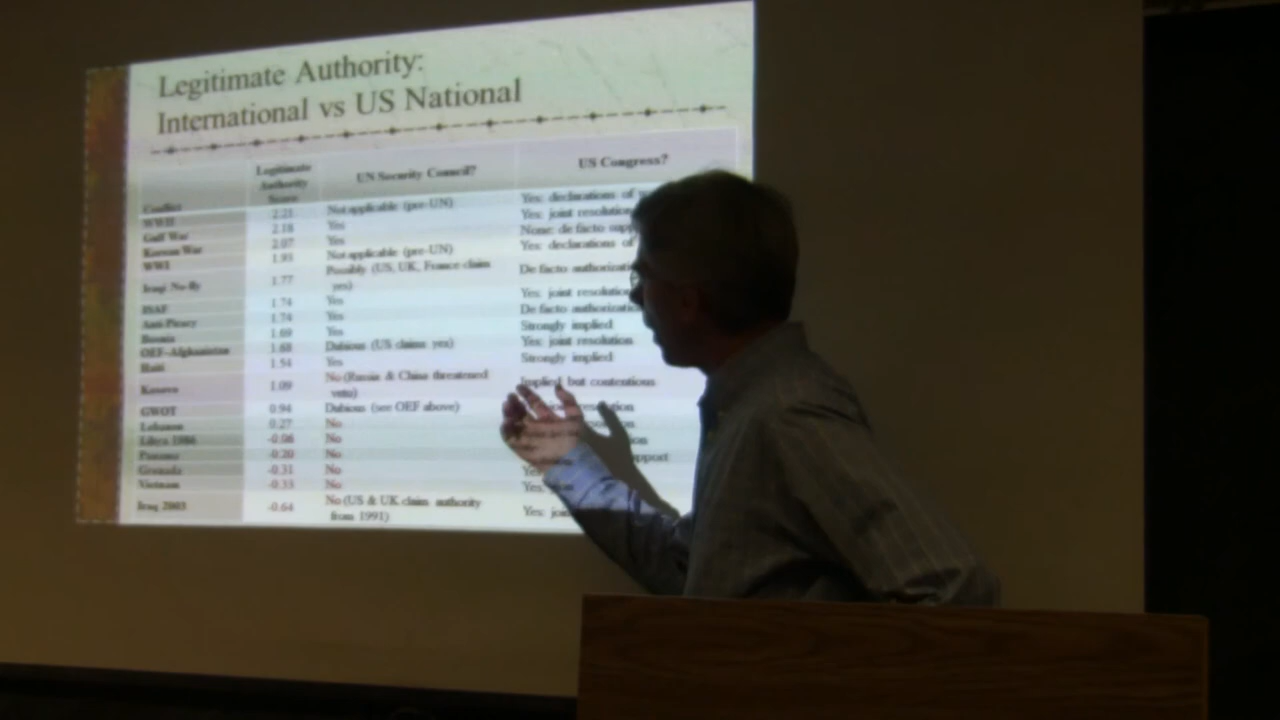 Legitimate Authority:
International vs US National
Legitimate
Authority
Score
UN Security Council?
US Congress?
Conflict
WWII 2.21 Not applicable (pre-UN) Yes: declarations of
Gulf War 2.18 Yes Yes: joint resolution
Korean War 2.07 Yes None: de facto
WWI 1.93 Not applicable (pre-UN) Yes: declarations of
Iraq No-fly 1.77 Possibly (US, UK, France claim De facto
yes)
ISAF 1.74 Yes Yes: joint resolution
Anti-Piracy 1.74 Yes De facto
Bosnia 1.69 Yes Strongly implied
OEF-Afghanistan 1.68 Dubious (US claims yes) Yes: joint resolution
Haiti 1.54 Yes Strongly implied
Kosovo 1.09 No (Russia & China threatened Implied but contentious
veto)
GWOT 0.94 Dubious (see OEF above)
Lebanon 0.27 No
Libya 1986 -0.06 No
Panama -0.20 No
Grenada -0.31 No
Vietnam -0.33 No
Iraq 2003 -0.64 No (US & UK claim authority Yes:
from 1991)